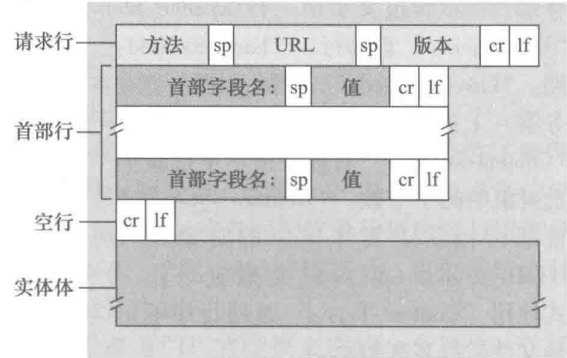 请求行 方法 sp URL sp 版本 cr lf
首部字段名: sp 值 cr lf
首部行
首部字段名: sp 值 cr lf
空行 cr lf
实体体